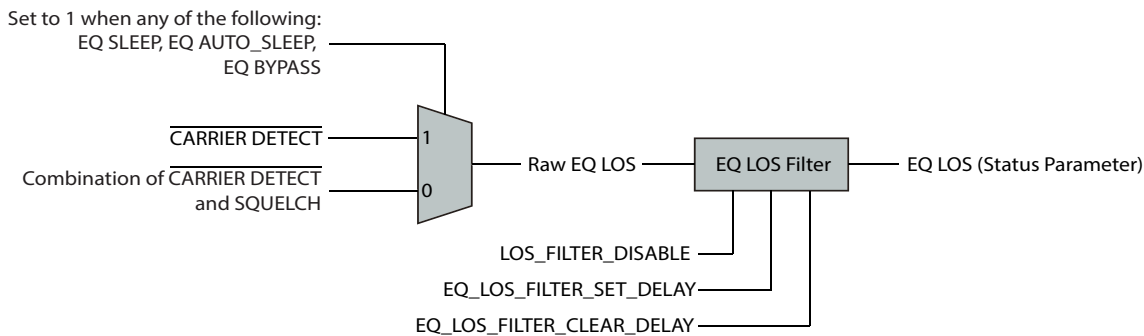 Set to 1 when any of the following:
EQ SLEEP, EQ AUTO_SLEEP,
EQ BYPASS
CARRIER DETECT
1
Combination of CARRIER DETECT
and SQUELCH
0
Raw EQ LOS
EQ LOS Filter
EQ LOS (Status Parameter)
LOS_FILTER_DISABLE
EQ_LOS_FILTER_SET_DELAY
EQ_LOS_FILTER_CLEAR_DELAY